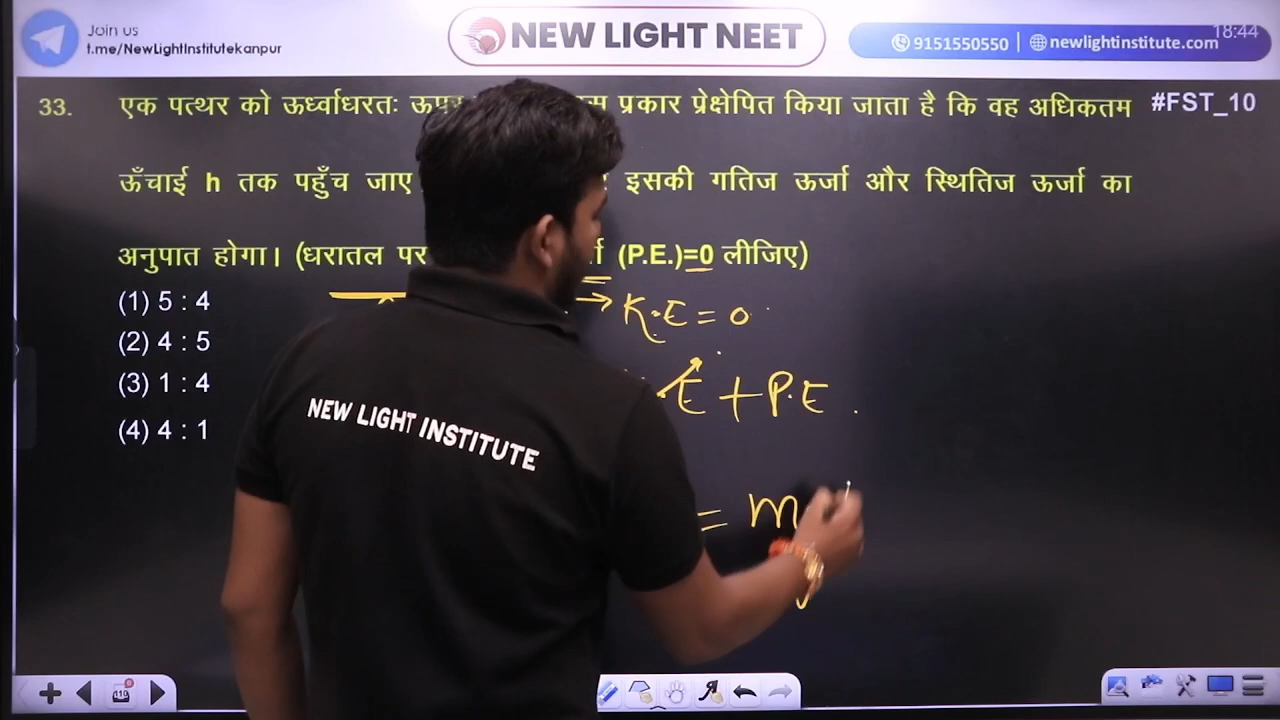 Join us
t.me/NewLightInstitutekanpur
NEW LIGHT NEET
9151550550 | newlightinstitute.com
18:44
33. एक पत्थर को ऊर्ध्वाधरतः प्रकार प्रेक्षेपित किया जाता है कि वह अधिकतम #FST_10
ऊँचाई h तक पहुँच जाए इसकी गतिज ऊर्जा और स्थितिज ऊर्जा का
अनुपात होगा। (धरातल पर (P.E.)=0 लीजिए)
(1) 5 : 4
(2) 4 : 5
(3) 1 : 4
(4) 4 : 1
→ K.E = 0
E + P.E
= m
NEW LIGHT INSTITUTE